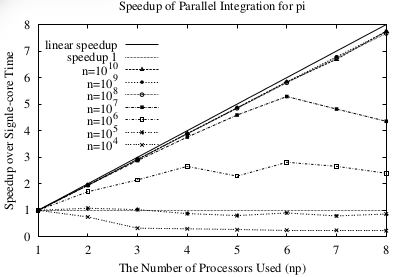 Speedup of Parallel Integration for pi
8
7
6
5
4
3
2
1
0
Speedup over Signle-core Time
linear speedup
speedup 1
n=10^10
n=10^9
n=10^8
n=10^7
n=10^6
n=10^5
n=10^4
1 2 3 4 5 6 7 8
The Number of Processors Used (np)